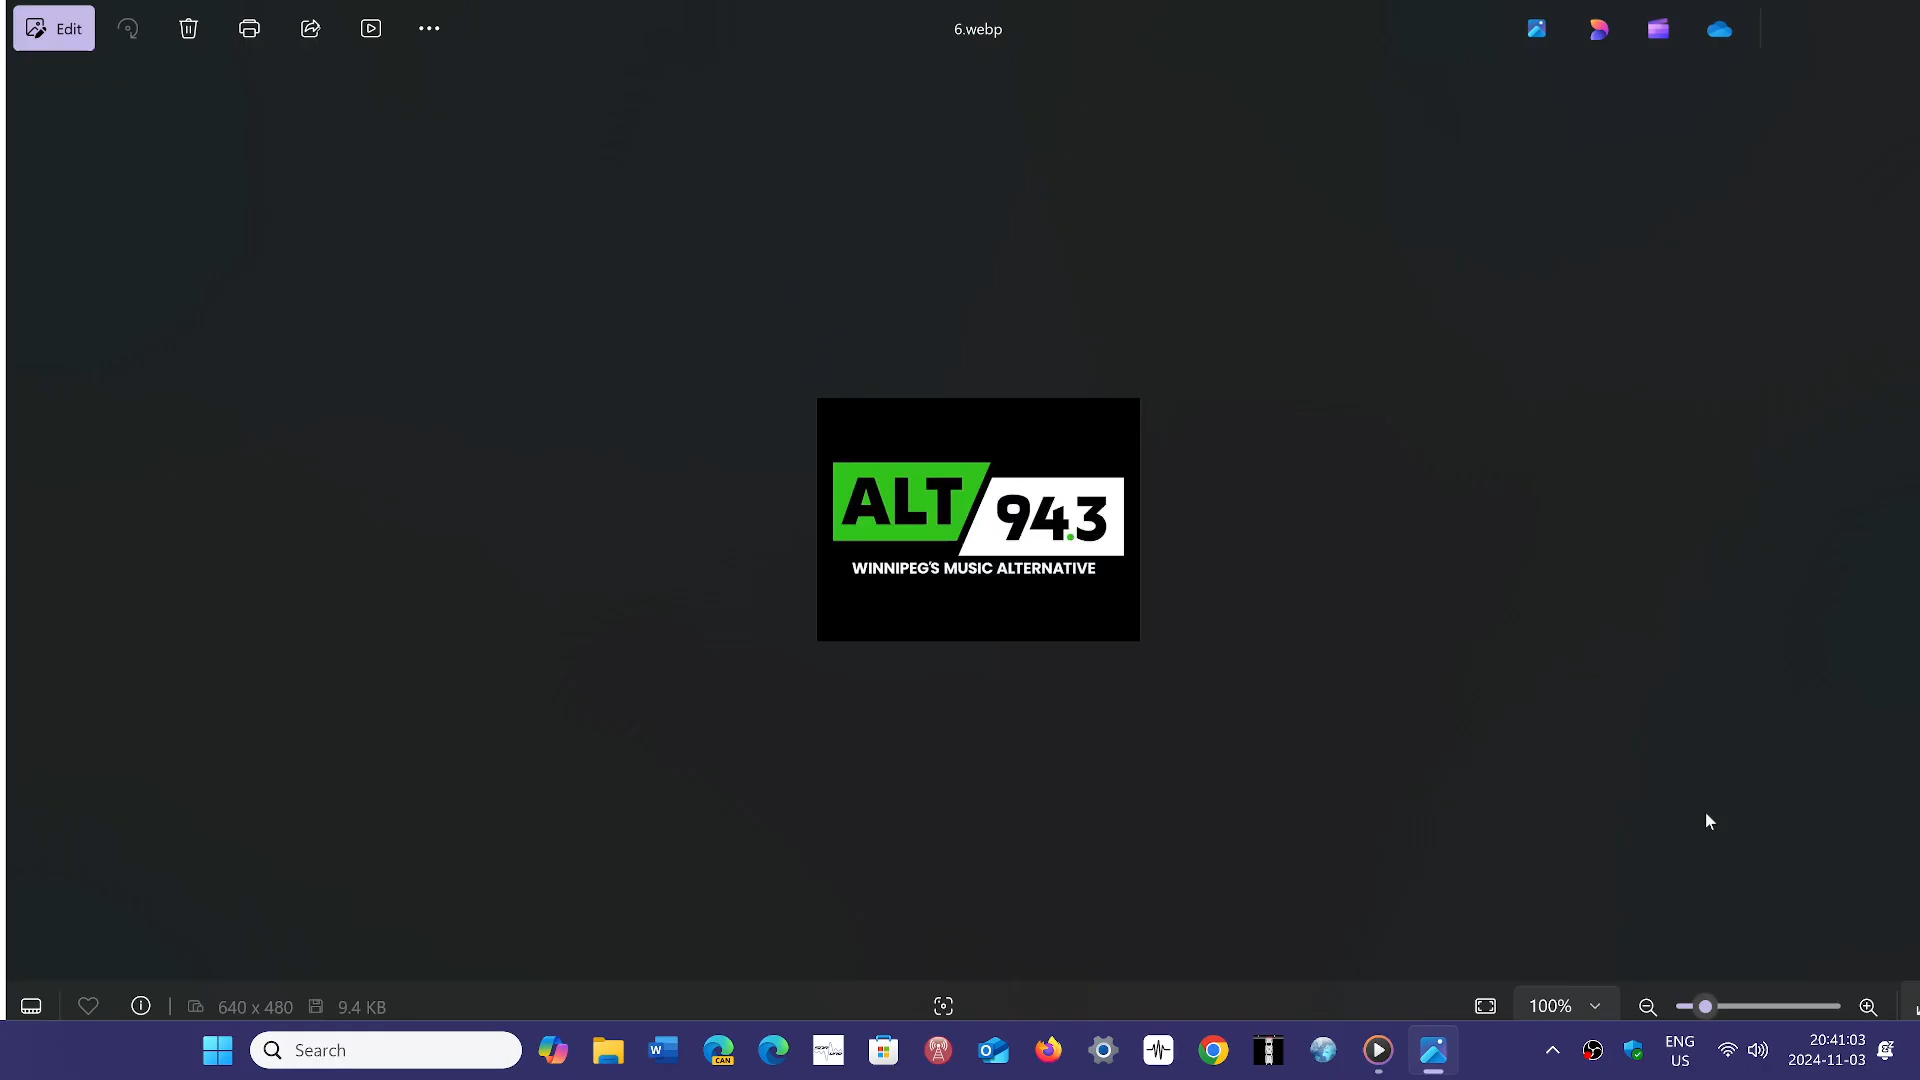 Edit
6.webp
ALT
94.3
WINNIPEG'S MUSIC ALTERNATIVE
640 x 480
9.4 KB
100%
Search
W
CAN
ENG
US
20:41:03
2024-11-03